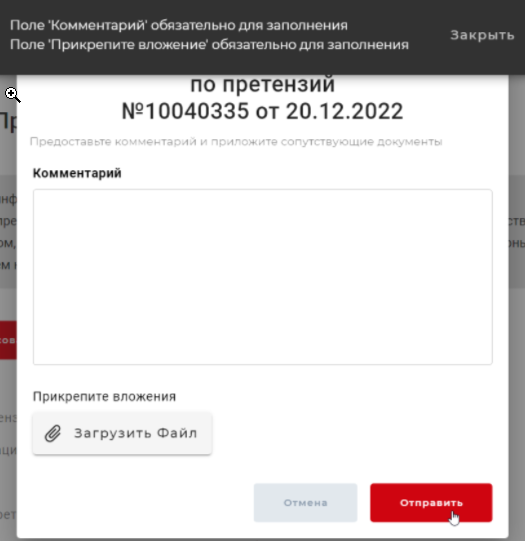 Поле 'Комментарий' обязательно для заполнения
Поле 'Прикрепите вложение' обязательно для заполнения
Закрыть
по претензий
№10040335 от 20.12.2022
Предоставьте комментарий и приложите сопутствующие документы
Комментарий
Прикрепите вложения
Загрузить Файл
Отмена
Отправить